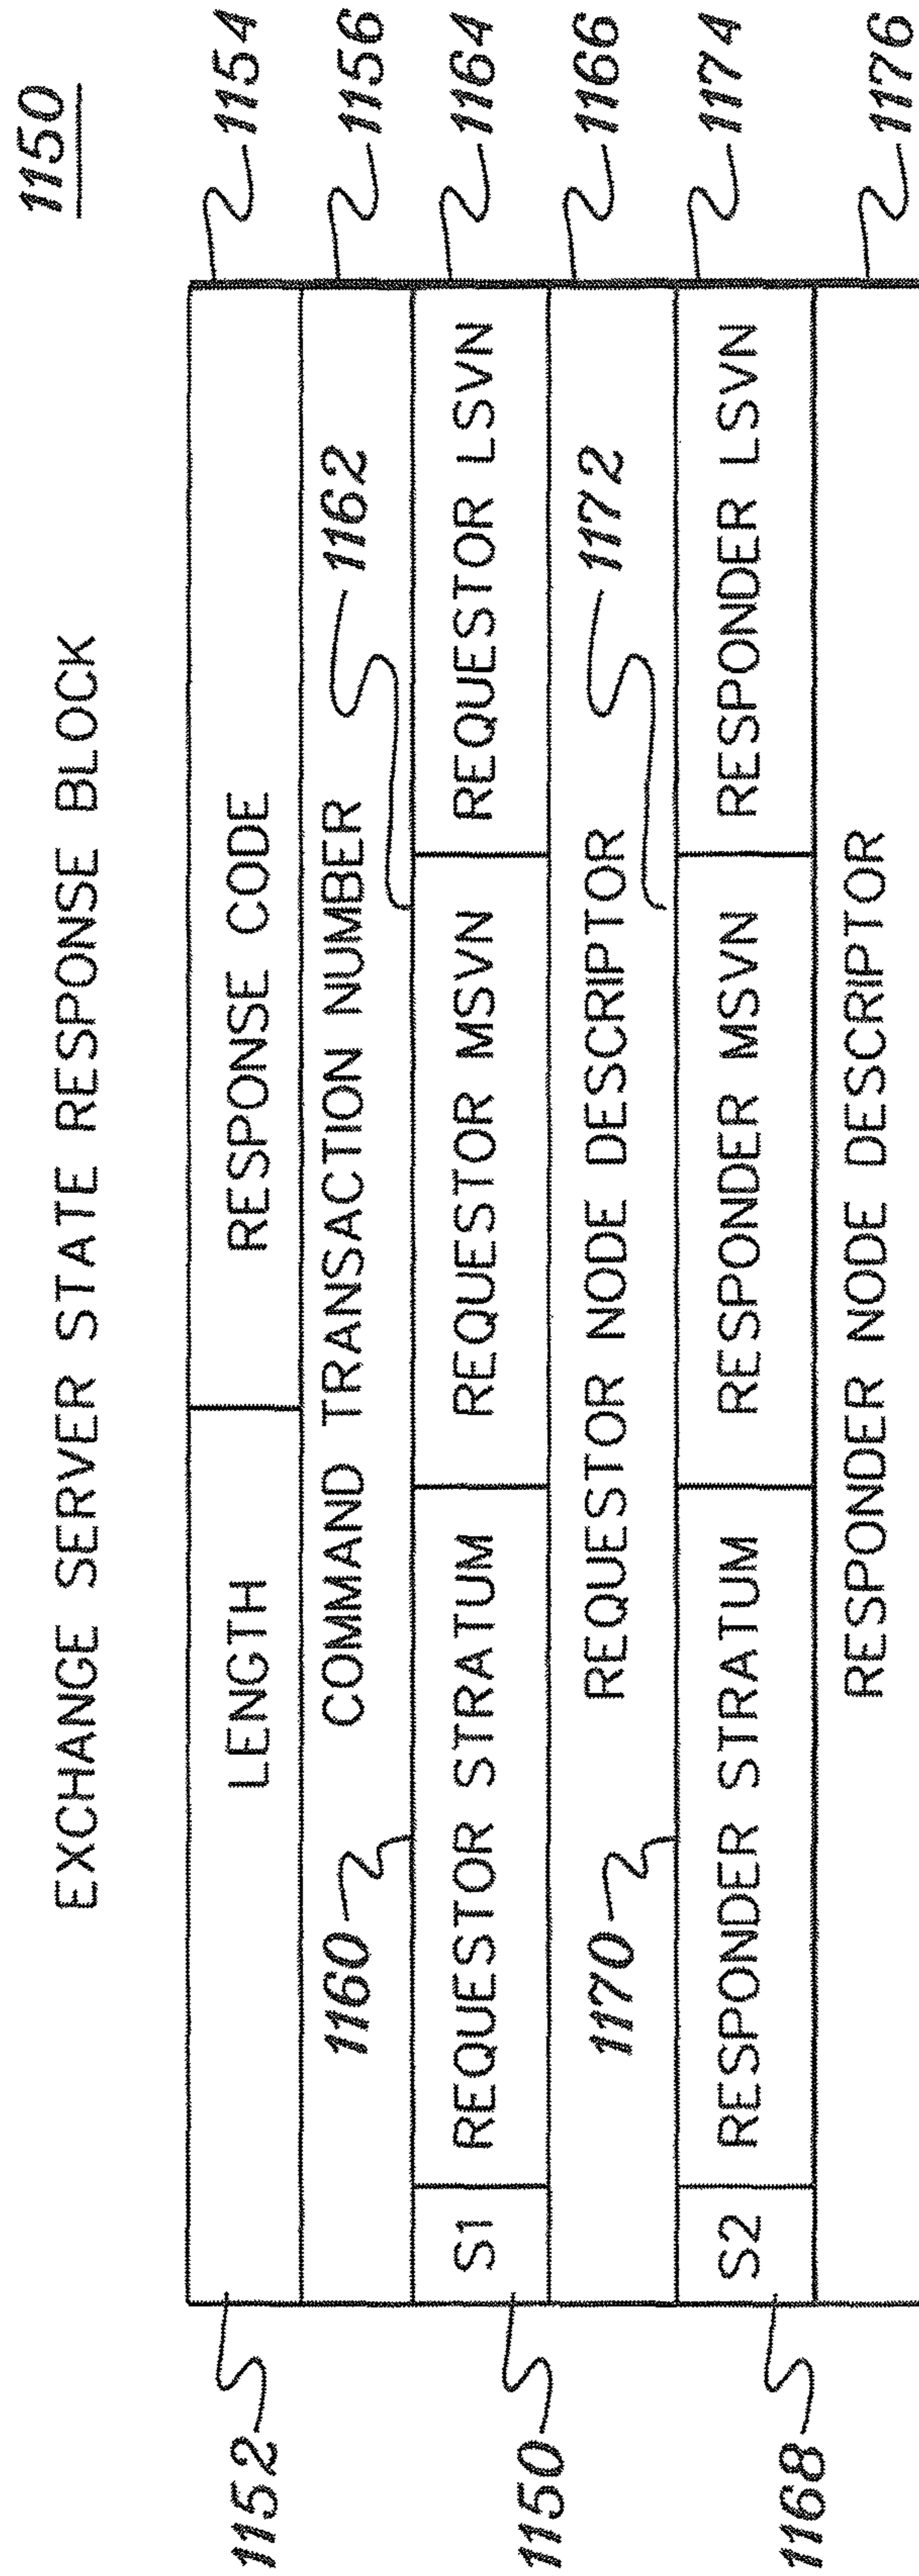 1150
EXCHANGE SERVER STATE RESPONSE BLOCK
1152 LENGTH RESPONSE CODE 1154
COMMAND TRANSACTION NUMBER 1156
1160 1162
1150 S1 REQUESTOR STRATUM REQUESTOR MSVN REQUESTOR LSVN 1164
REQUESTOR NODE DESCRIPTOR 1166
1170 1172
1168 S2 RESPONDER STRATUM RESPONDER MSVN RESPONDER LSVN 1174
RESPONDER NODE DESCRIPTOR 1176